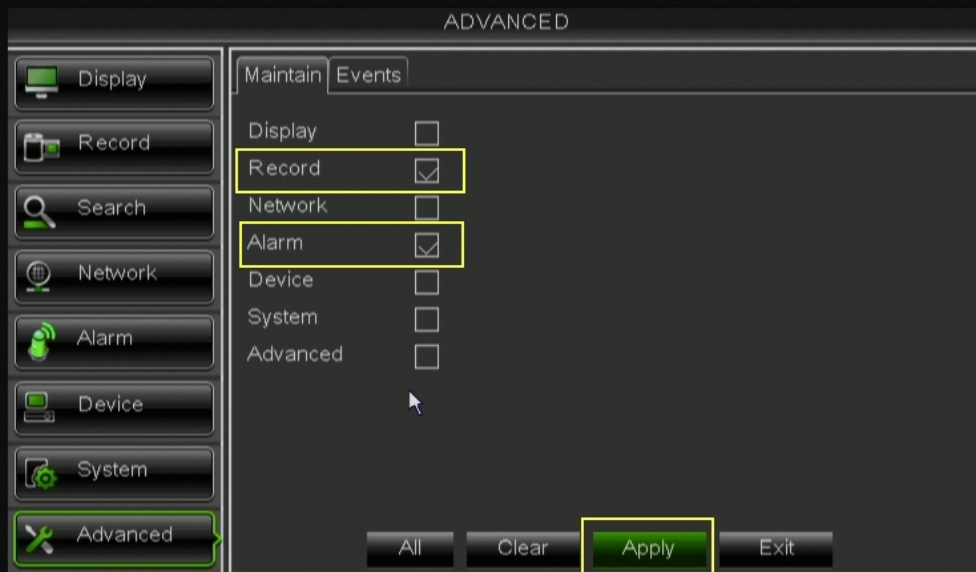 ADVANCED
Display
Record
Search
Network
Alarm
Device
System
Advanced
Maintain Events
Display
Record
Network
Alarm
Device
System
Advanced
All Clear Apply Exit